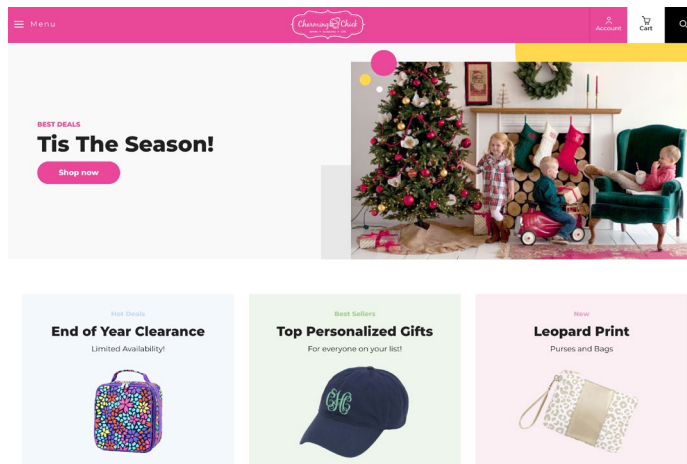 Menu
Charming Chick
Account
Cart
BEST DEALS
Tis The Season!
Shop now
Hot Deals
End of Year Clearance
Limited Availability!
Best Sellers
Top Personalized Gifts
For everyone on your list!
New
Leopard Print
Purses and Bags